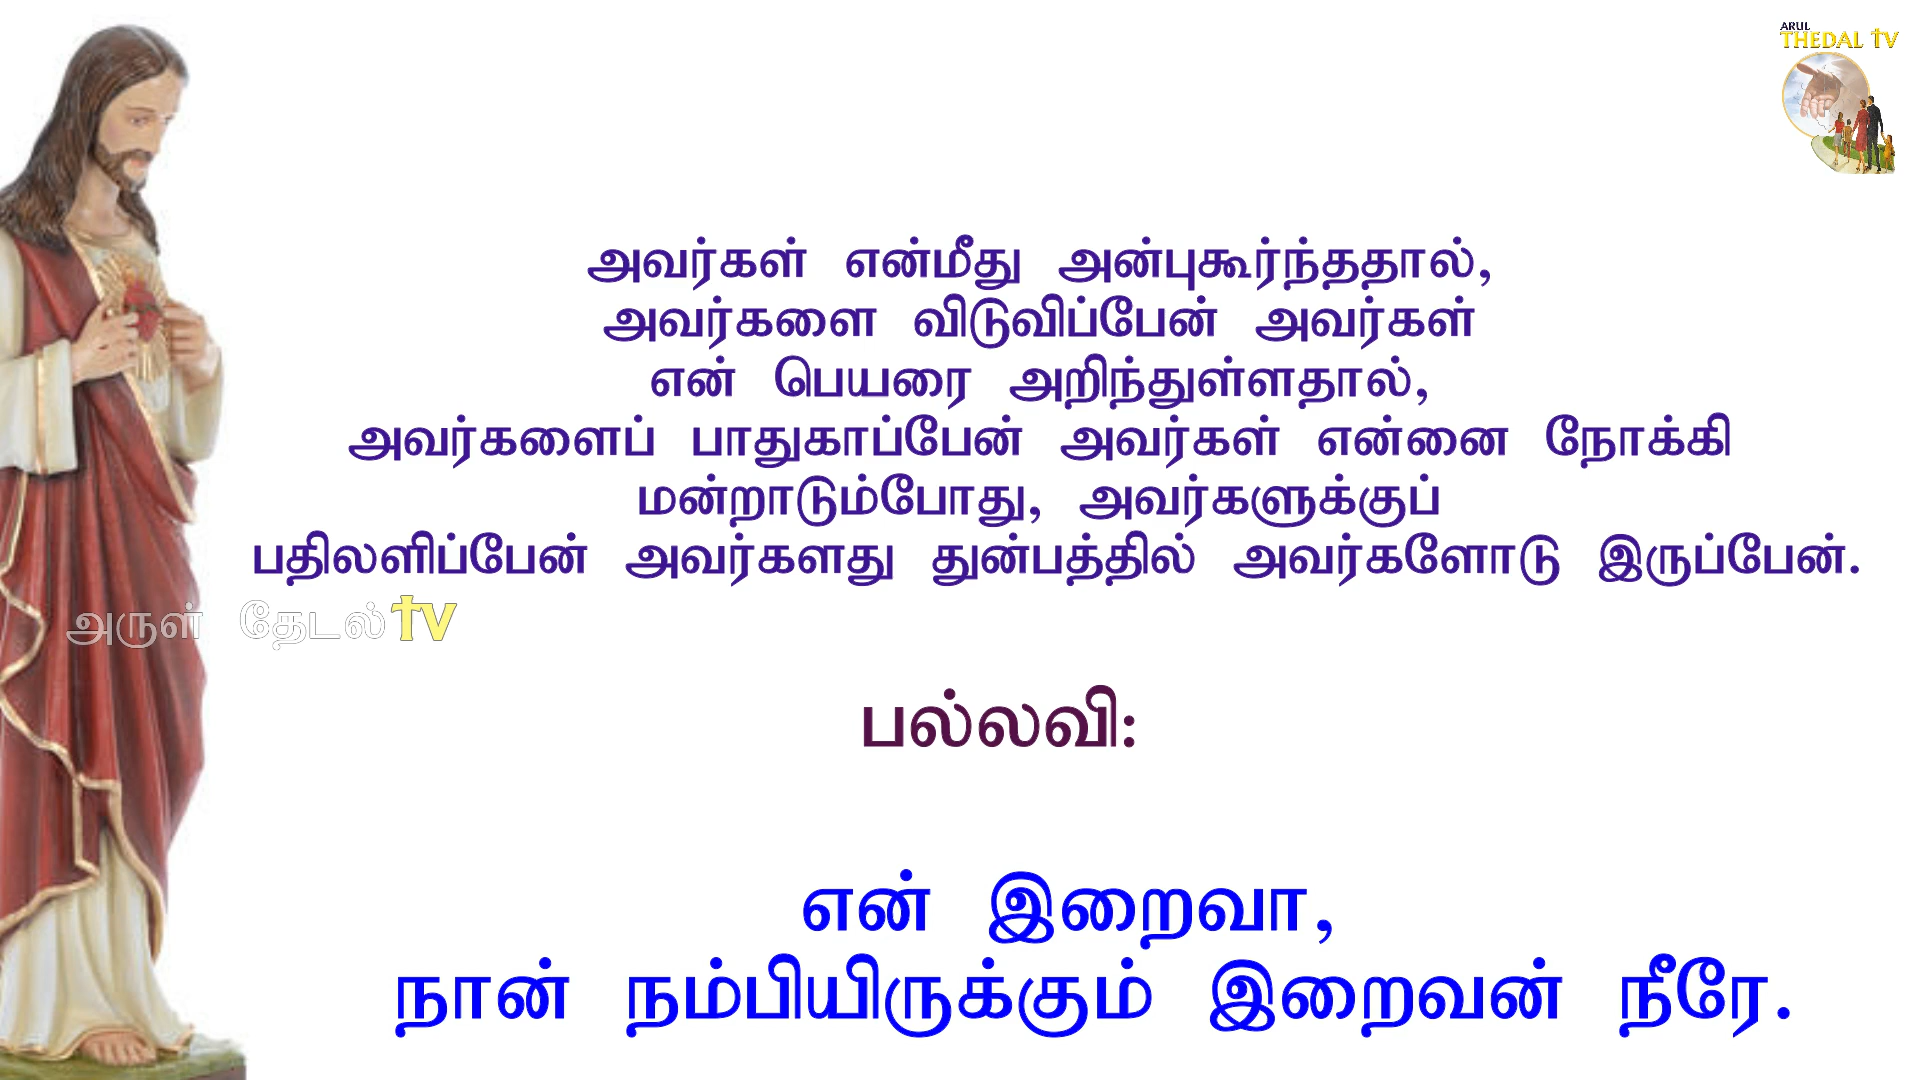 ARUL
THEDAL TV
அவர்கள் என்மீது அன்புகூர்ந்ததால்,
அவர்களை விடுவிப்பேன் அவர்கள்
என் பெயரை அறிந்துள்ளதால்,
அவர்களைப் பாதுகாப்பேன் அவர்கள் என்னை நோக்கி
மன்றாடும்போது, அவர்களுக்குப்
பதிலளிப்பேன் அவர்களது துன்பத்தில் அவர்களோடு இருப்பேன்.
அருள் தேடல் tv
பல்லவி:
என் இறைவா,
நான் நம்பியிருக்கும் இறைவன் நீரே.